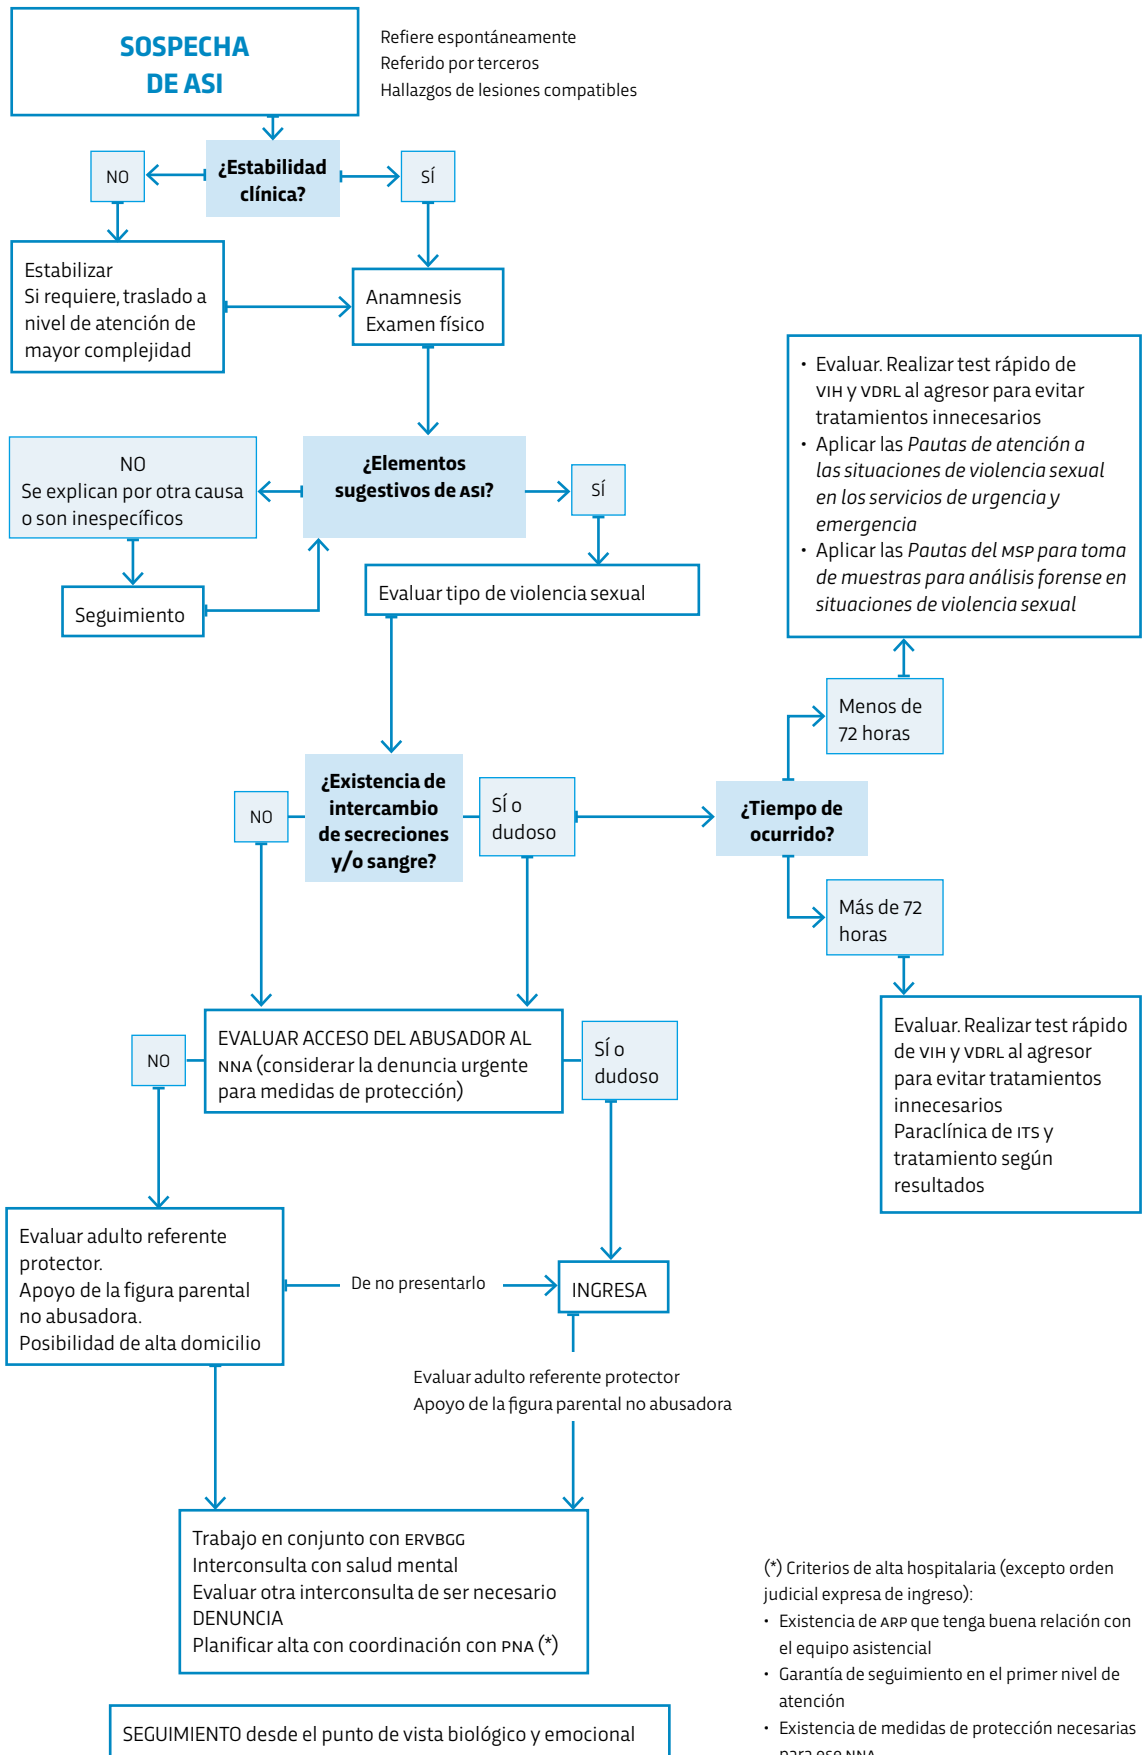 SOSPECHA
DE ASI
Refiere espontáneamente
Referido por terceros
Hallazgos de lesiones compatibles
¿Estabilidad
clínica?
NO
SÍ
Estabilizar
Si requiere, traslado a
nivel de atención de
mayor complejidad
Anamnesis
Examen físico
¿Elementos
sugestivos de ASI?
NO
Se explican por otra causa
o son inespecíficos
SÍ
Seguimiento
Evaluar tipo de violencia sexual
• Evaluar. Realizar test rápido de
VIH y VDRL al agresor para evitar
tratamientos innecesarios
• Aplicar las Pautas de atención a
las situaciones de violencia sexual
en los servicios de urgencia y
emergencia
• Aplicar las Pautas del MSP para toma
de muestras para análisis forense en
situaciones de violencia sexual
Menos de
72 horas
¿Existencia de
intercambio
de secreciones
y/o sangre?
NO
SÍ o
dudoso
¿Tiempo de
ocurrido?
Más de 72
horas
Evaluar. Realizar test rápido
de VIH y VDRL al agresor
para evitar tratamientos
innecesarios
Paraclínica de ITS y
tratamiento según
resultados
EVALUAR ACCESO DEL ABUSADOR AL
NNA (considerar la denuncia urgente
para medidas de protección)
NO
SÍ o
dudoso
Evaluar adulto referente
protector.
Apoyo de la figura parental
no abusadora.
Posibilidad de alta domicilio
De no presentarlo
INGRESA
Evaluar adulto referente protector
Apoyo de la figura parental no abusadora
Trabajo en conjunto con ERVBGG
Interconsulta con salud mental
Evaluar otra interconsulta de ser necesario
DENUNCIA
Planificar alta con coordinación con PNA (*)
SEGUIMIENTO desde el punto de vista biológico y emocional
(*) Criterios de alta hospitalaria (excepto orden
judicial expresa de ingreso):
• Existencia de ARP que tenga buena relación con
el equipo asistencial
• Garantía de seguimiento en el primer nivel de
atención
• Existencia de medidas de protección necesarias
para ese NNA